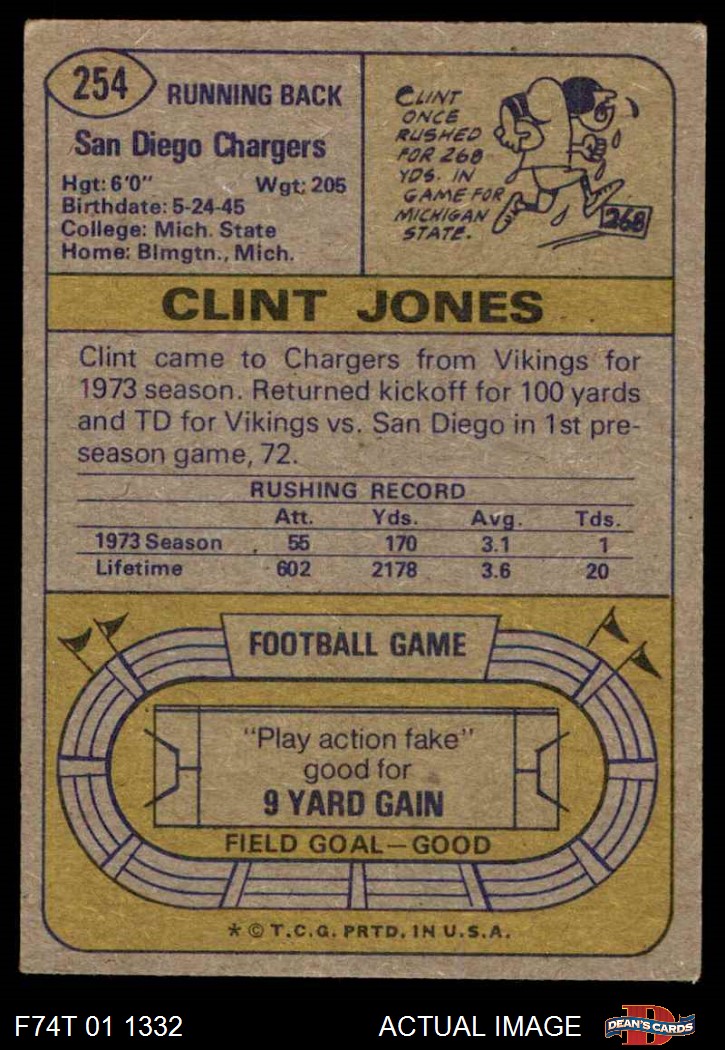 254
RUNNING BACK
San Diego Chargers
Hgt: 6'0" Wgt: 205
Birthdate: 5-24-45
College: Mich. State
Home: Blmgtn., Mich.
CLINT
ONCE
RUSHED
FOR 268
YDS. IN
GAME FOR
MICHIGAN
STATE.
268
CLINT JONES
Clint came to Chargers from Vikings for
1973 season. Returned kickoff for 100 yards
and TD for Vikings vs. San Diego in 1st pre-
season game, 72.
RUSHING RECORD
Att. Yds. Avg. Tds.
1973 Season 55 170 3.1 1
Lifetime 602 2178 3.6 20
FOOTBALL GAME
"Play action fake"
good for
9 YARD GAIN
FIELD GOAL—GOOD
* © T.C.G. PRTD. IN U.S.A.
F74T 01 1332
ACTUAL IMAGE
DEAN'S CARDS